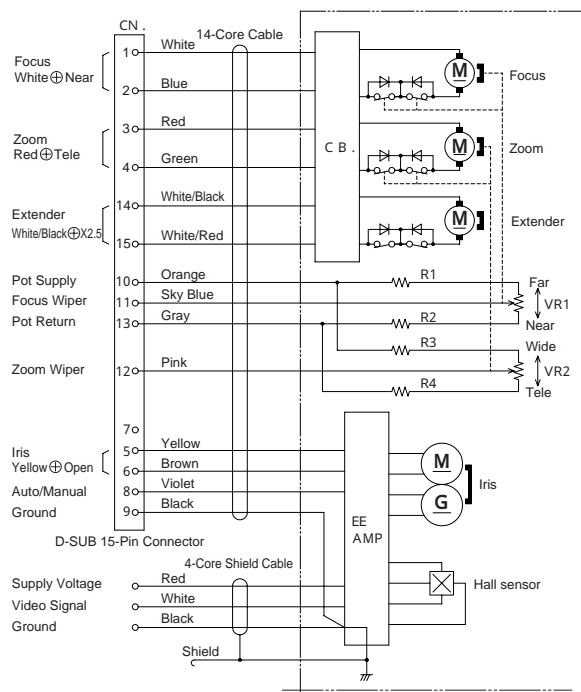 CN.
14-Core Cable
Focus
White⊕Near
1 White
2 Blue
CB.
M Focus
Zoom
Red⊕Tele
3 Red
4 Green
M Zoom
Extender
White/Black⊕X2.5
14 White/Black
15 White/Red
M Extender
Pot Supply 10 Orange R1 Far
Focus Wiper 11 Sky Blue VR1
Pot Return 13 Gray R2 Near
R3 Wide
Zoom Wiper 12 Pink VR2
R4 Tele
7
Iris
Yellow⊕Open
5 Yellow
6 Brown
Auto/Manual 8 Violet
Ground 9 Black
M
G
Iris
EE
AMP
D-SUB 15-Pin Connector
4-Core Shield Cable
Supply Voltage Red
Video Signal White
Ground Black
Hall sensor
Shield